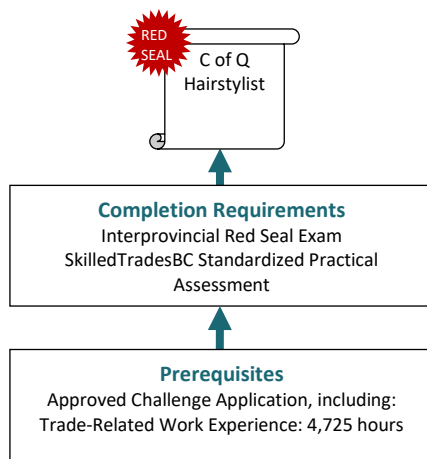 RED
SEAL
C of Q
Hairstylist
Completion Requirements
Interprovincial Red Seal Exam
SkilledTradesBC Standardized Practical
Assessment
Prerequisites
Approved Challenge Application, including:
Trade-Related Work Experience: 4,725 hours